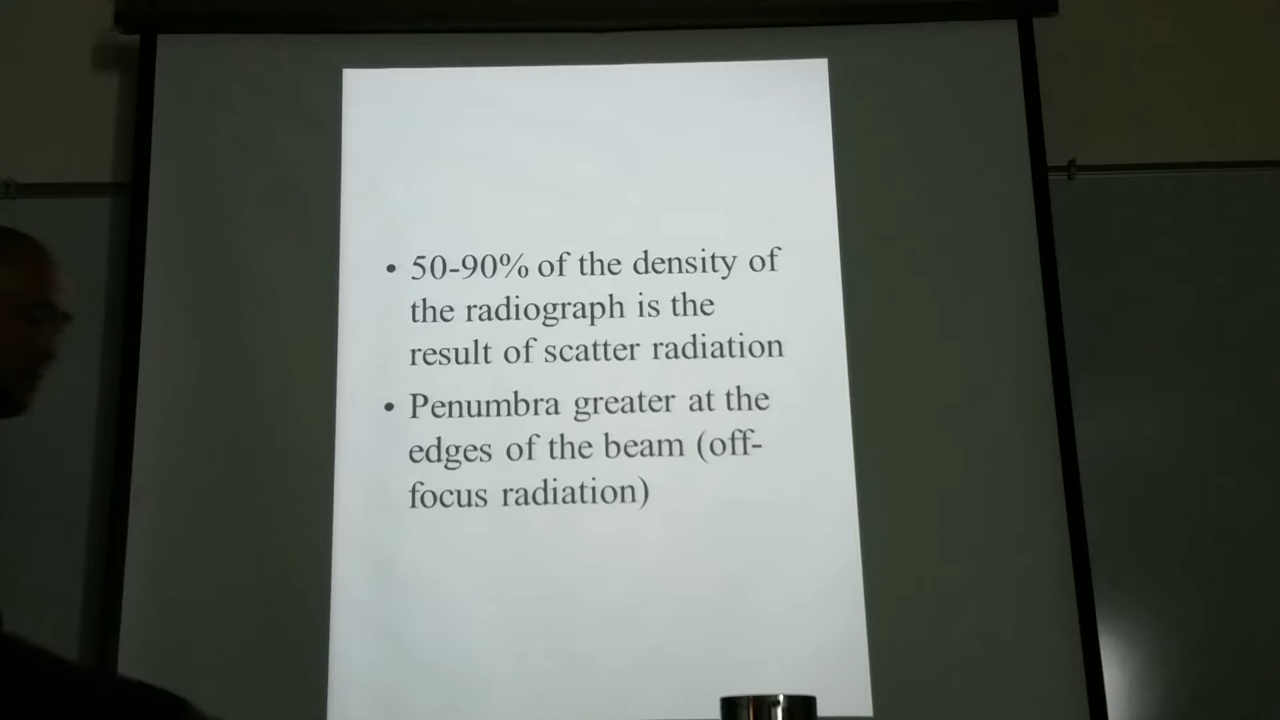 • 50-90% of the density of
the radiograph is the
result of scatter radiation
• Penumbra greater at the
edges of the beam (off-
focus radiation)